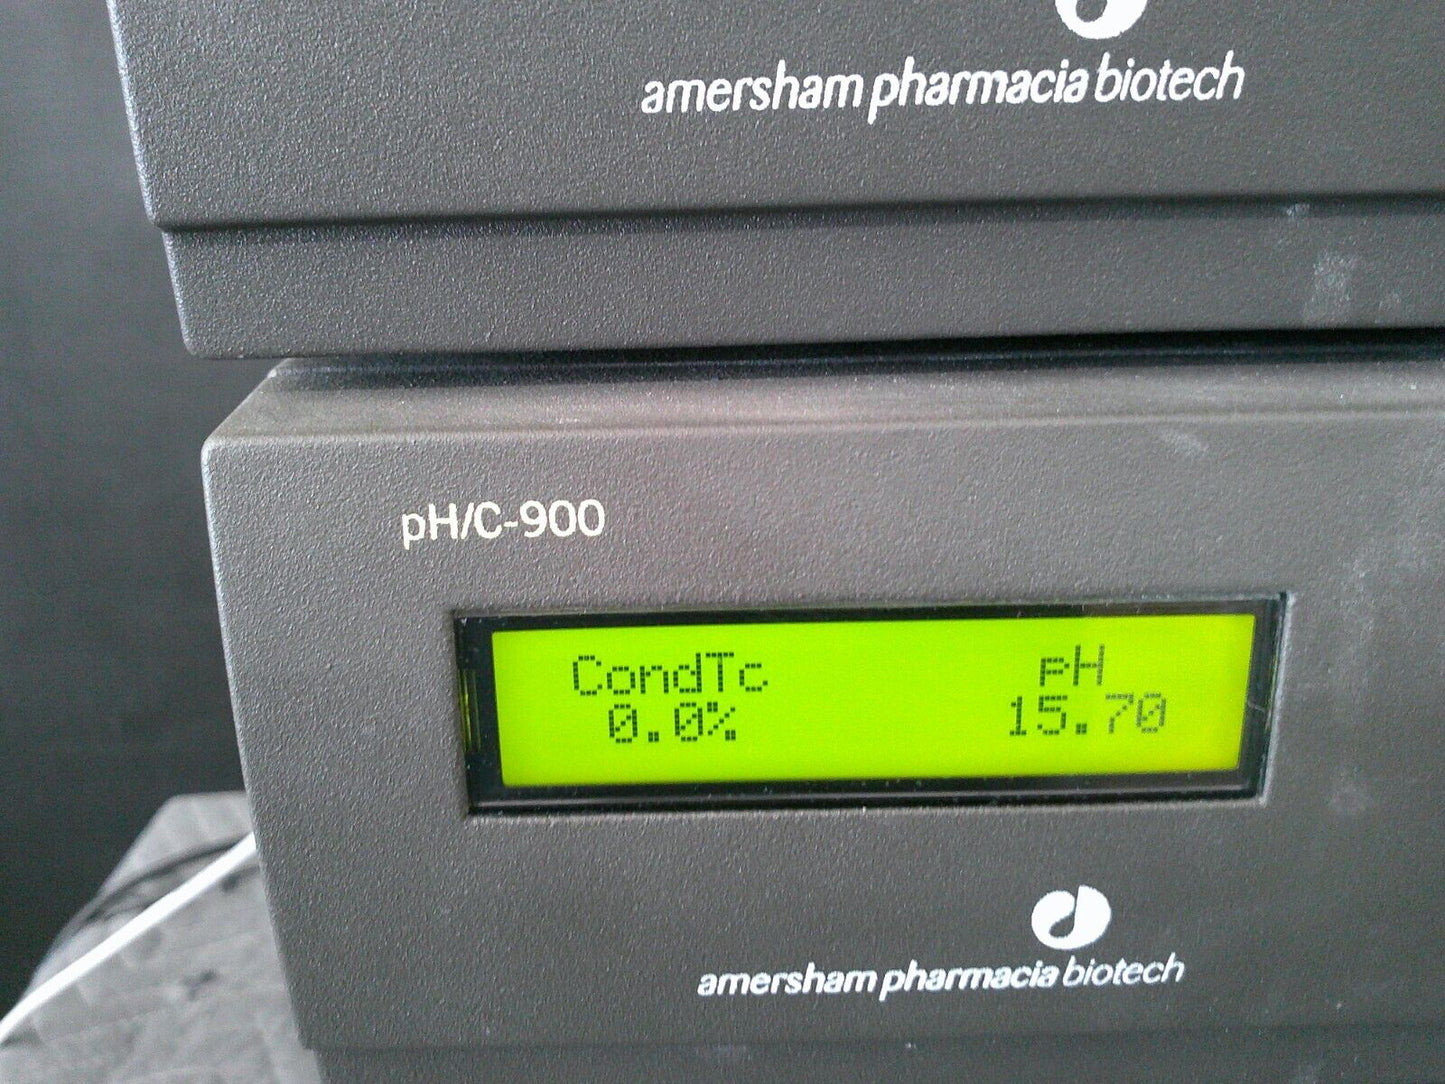 amersham pharmacia biotech
pH/C-900
CondTc pH
0.0% 15.70
amersham pharmacia biotech